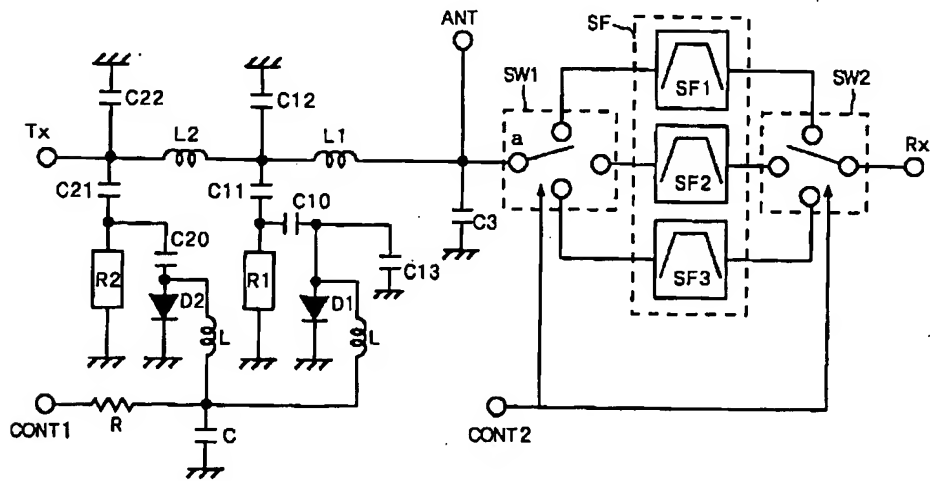 ANT
SF
SW1
SF1
SW2
C22
C12
Tx
L2
L1
a
SF2
Rx
C21
C11
C10
C3
C20
C13
R2
D2
R1
D1
SF3
L
L
CONT1
R
C
CONT2